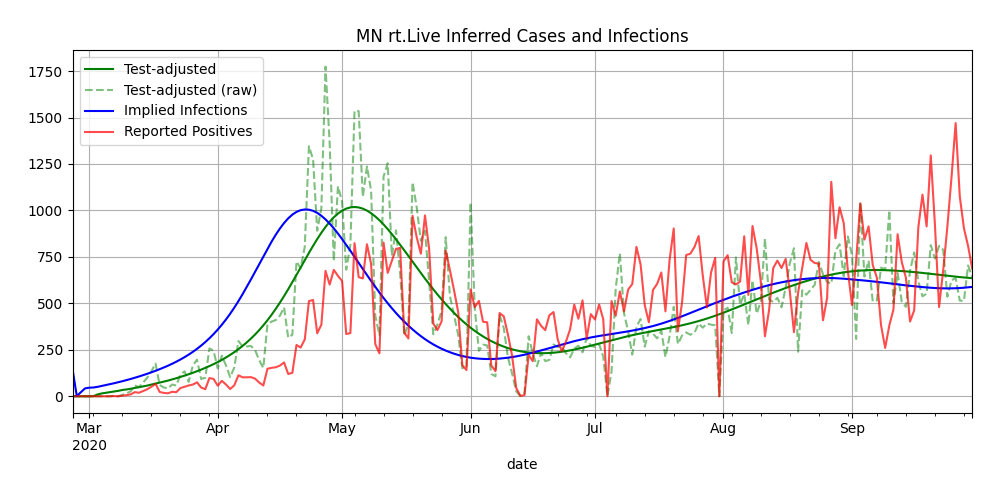 MN rt.Live Inferred Cases and Infections
Test-adjusted
Test-adjusted (raw)
Implied Infections
Reported Positives
1750
1500
1250
1000
750
500
250
0
Mar Apr May Jun Jul Aug Sep
2020
date